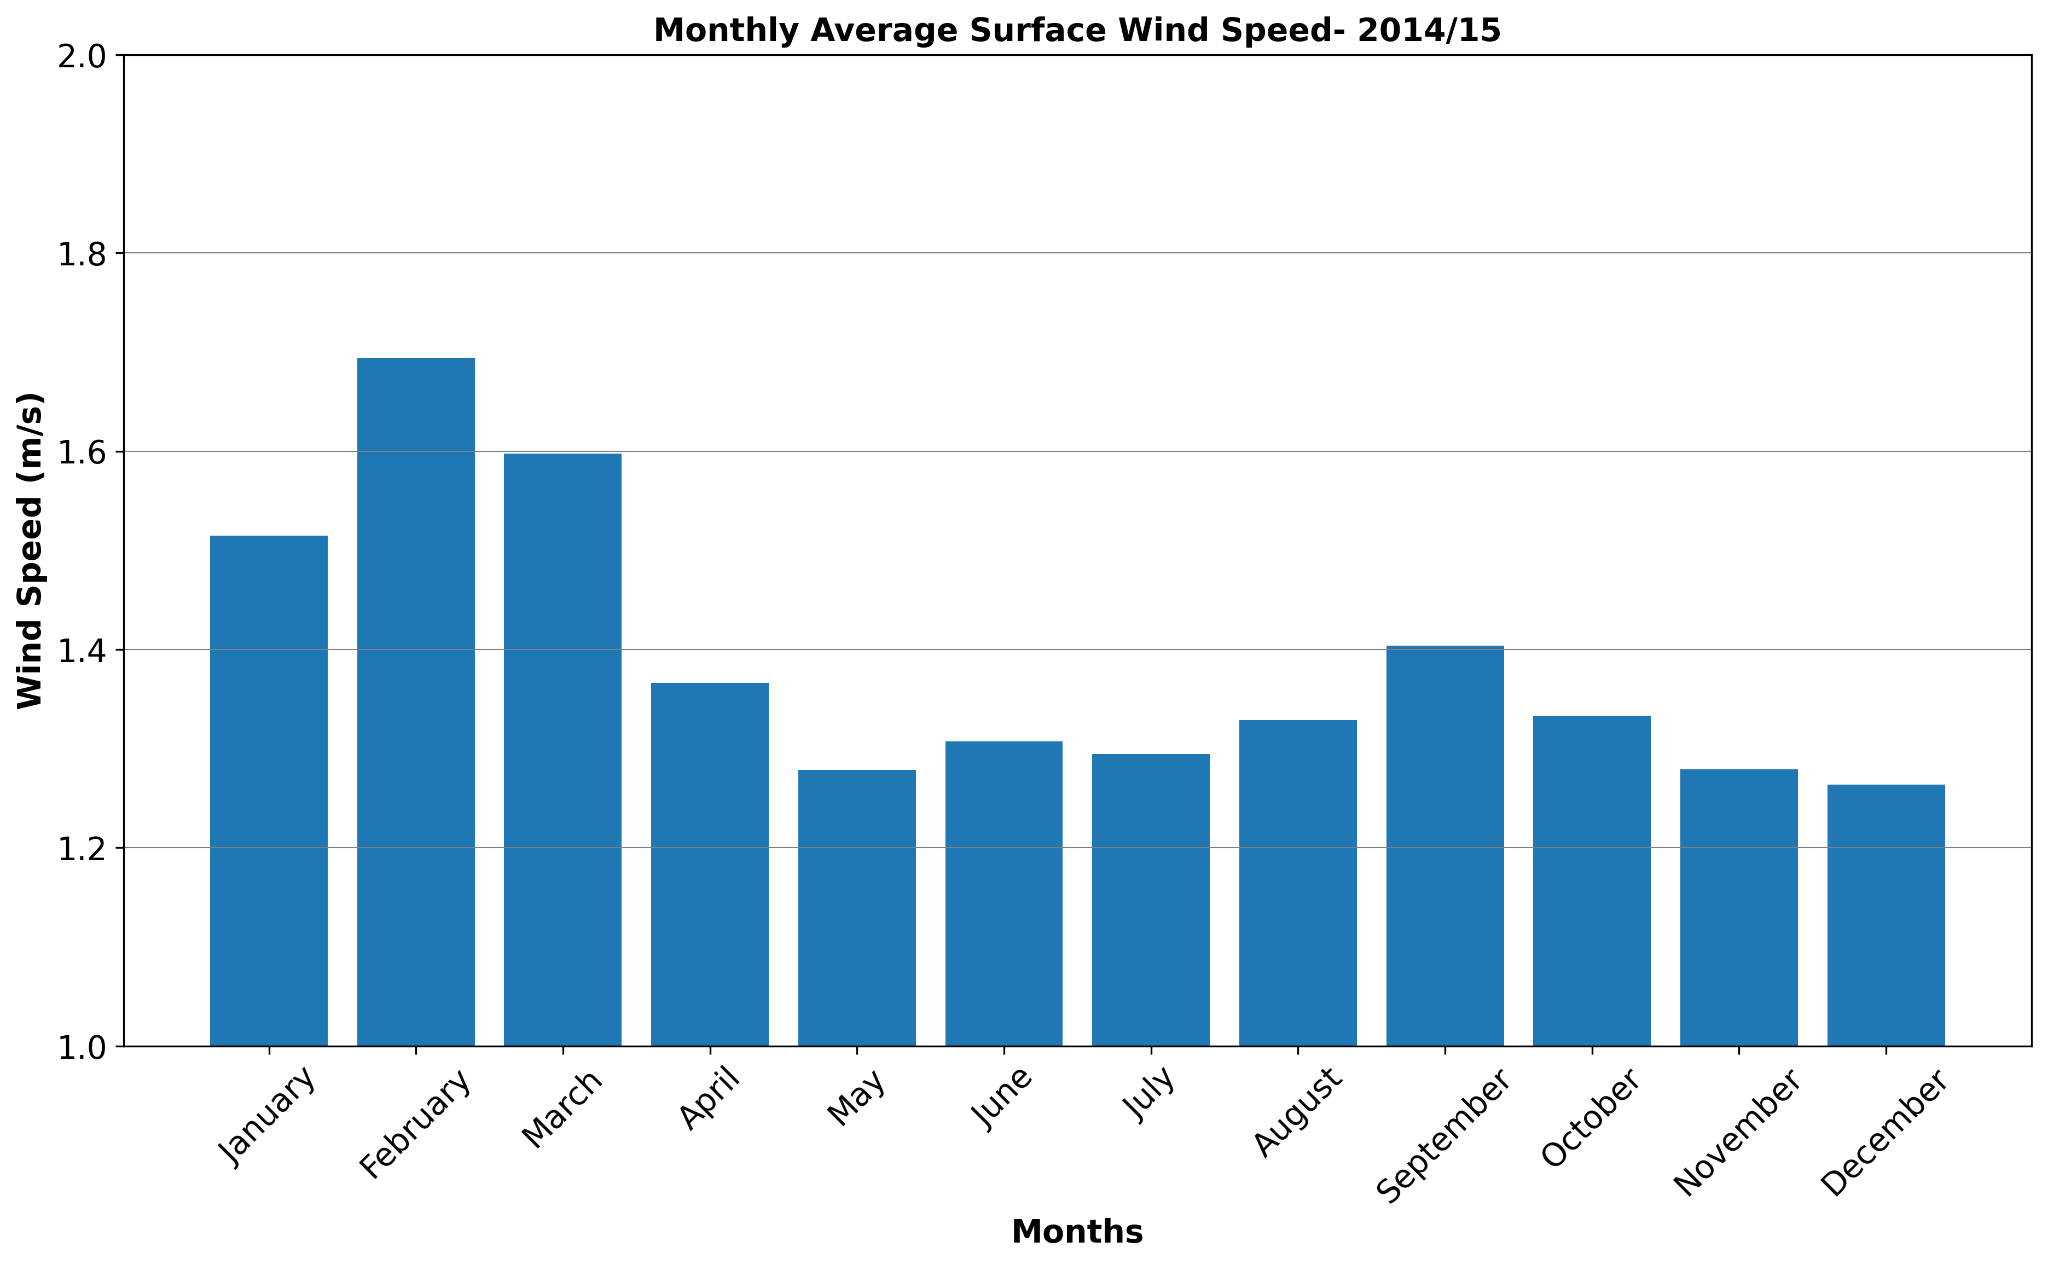 Monthly Average Surface Wind Speed- 2014/15
Wind Speed (m/s)
2.0
1.8
1.6
1.4
1.2
1.0
January
February
March
April
May
June
July
August
September
October
November
December
Months